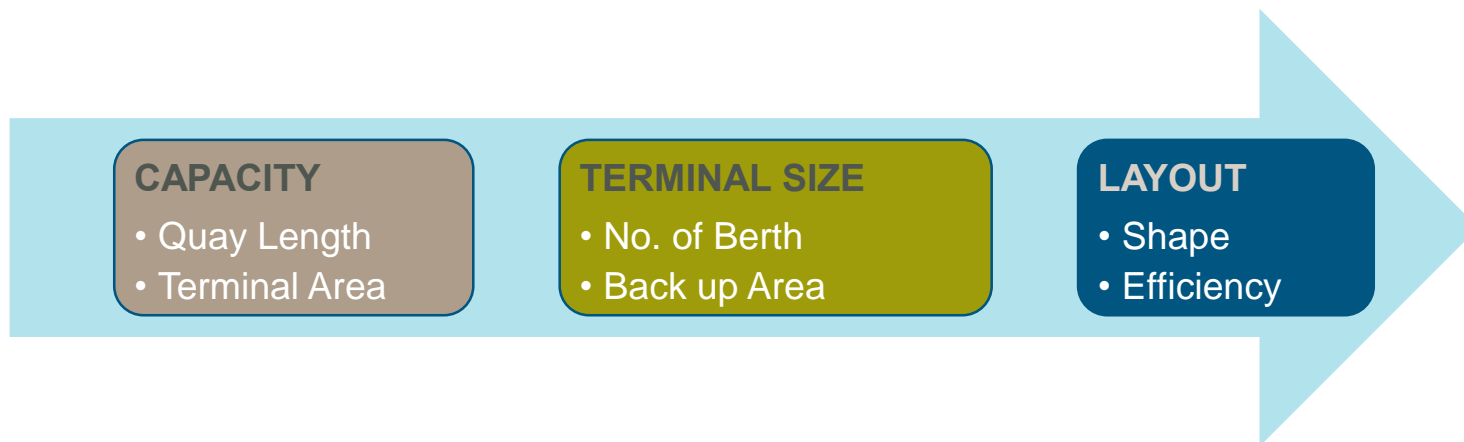 CAPACITY
• Quay Length
• Terminal Area
TERMINAL SIZE
• No. of Berth
• Back up Area
LAYOUT
• Shape
• Efficiency